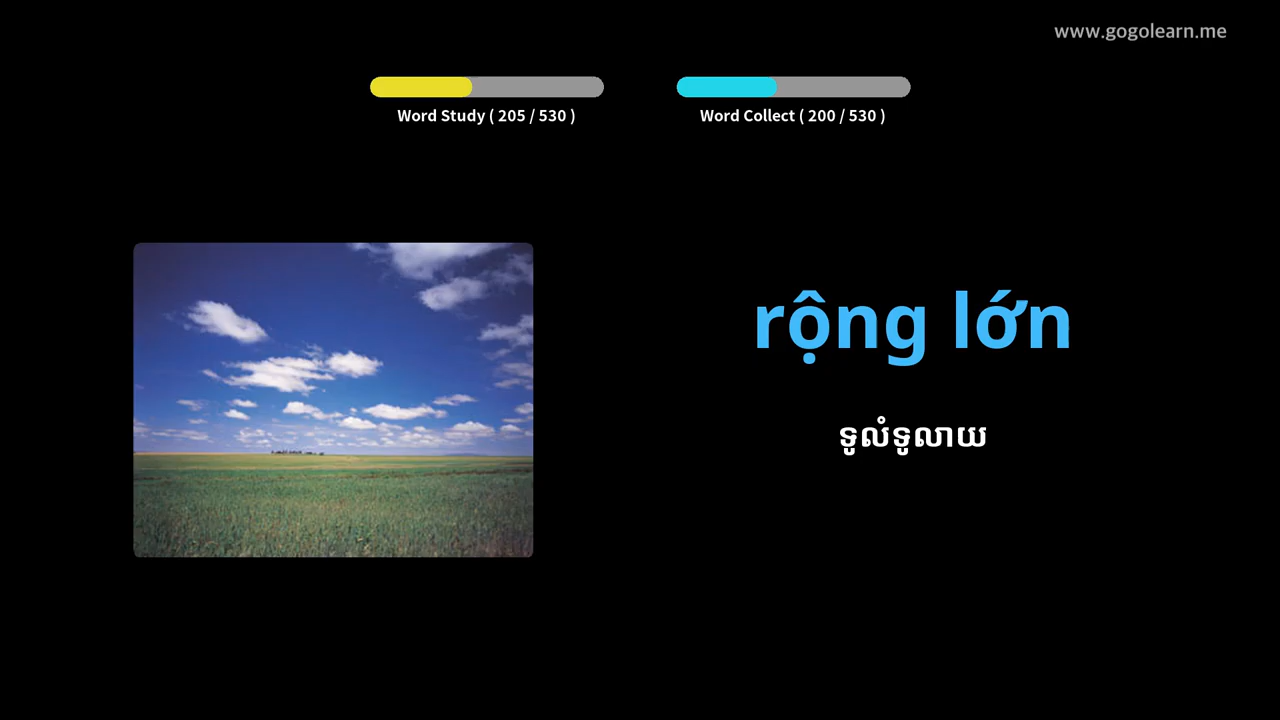 www.gogolearn.me
Word Study ( 205 / 530 )
Word Collect ( 200 / 530 )
rộng lớn
ទូលំទូលាយ